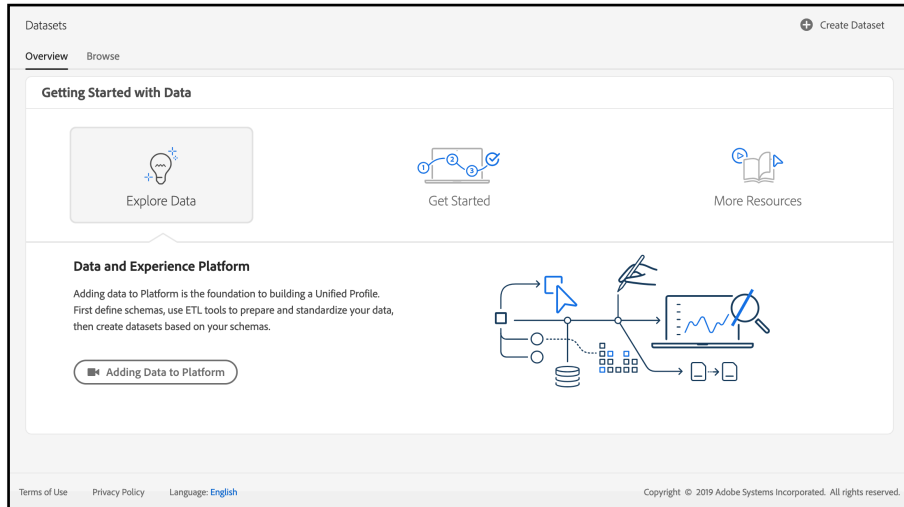 Datasets
Create Dataset
Overview Browse
Getting Started with Data
Explore Data
1 2 3
Get Started
More Resources
Data and Experience Platform
Adding data to Platform is the foundation to building a Unified Profile.
First define schemas, use ETL tools to prepare and standardize your data,
then create datasets based on your schemas.
Adding Data to Platform
Terms of Use Privacy Policy Language: English Copyright © 2019 Adobe Systems Incorporated. All rights reserved.